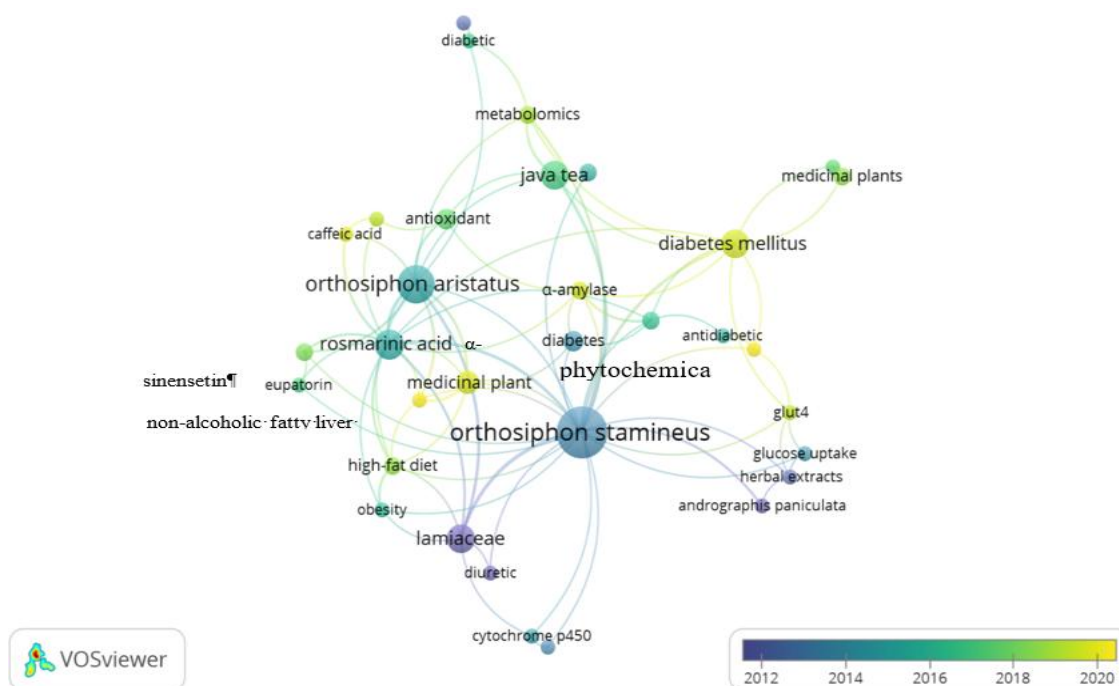 diabetic
metabolomics
java tea
medicinal plants
antioxidant
caffeic acid
diabetes mellitus
orthosiphon aristatus
α-amylase
antidiabetic
diabetes
rosmarinic acid α-
phytochemica
sinensetin¶
eupatorin
medicinal plant
non-alcoholic·fatty·liver·
glut4
orthosiphon stamineus
glucose uptake
high-fat diet
herbal extracts
obesity
andrographis paniculata
lamiaceae
diuretic
cytochrome p450
VOSviewer
2012 2014 2016 2018 2020